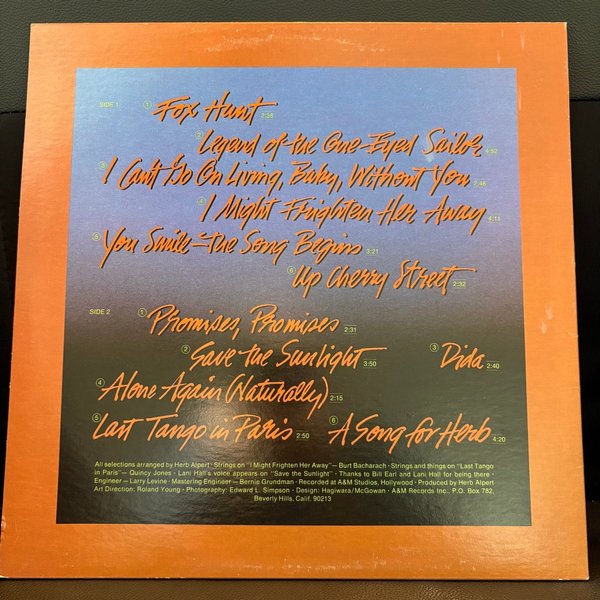 SIDE 1 ① Fox Hunt 2:38
② Legend of the One-Eyed Sailor 4:52
③ I Can't Go On Living, Baby, Without You 2:48
④ I Might Frighten Her Away 4:11
⑤ You Smile-the Song Begins 3:21
⑥ Up Cherry Street 2:32
SIDE 2 ① Promises, Promises 2:31
② Save the Sunlight 3:50 ③ Dida 2:40
④ Alone Again (Naturally) 2:15
⑤ Last Tango in Paris 2:50 ⑥ A Song for Herb 4:20
All selections arranged by Herb Alpert · Strings on "I Might Frighten Her Away" — Burt Bacharach · Strings and things on "Last Tango
in Paris" — Quincy Jones · Lani Hall's voice appears on "Save the Sunlight" · Thanks to Bill Earl and Lani Hall for being there ·
Engineer — Larry Levine · Mastering Engineer — Bernie Grundman · Recorded at A&M Studios, Hollywood · Produced by Herb Alpert
Art Direction: Roland Young · Photography: Edward L. Simpson · Design: Hagiwara/McGowan · A&M Records Inc., P.O. Box 782,
Beverly Hills, Calif. 90213